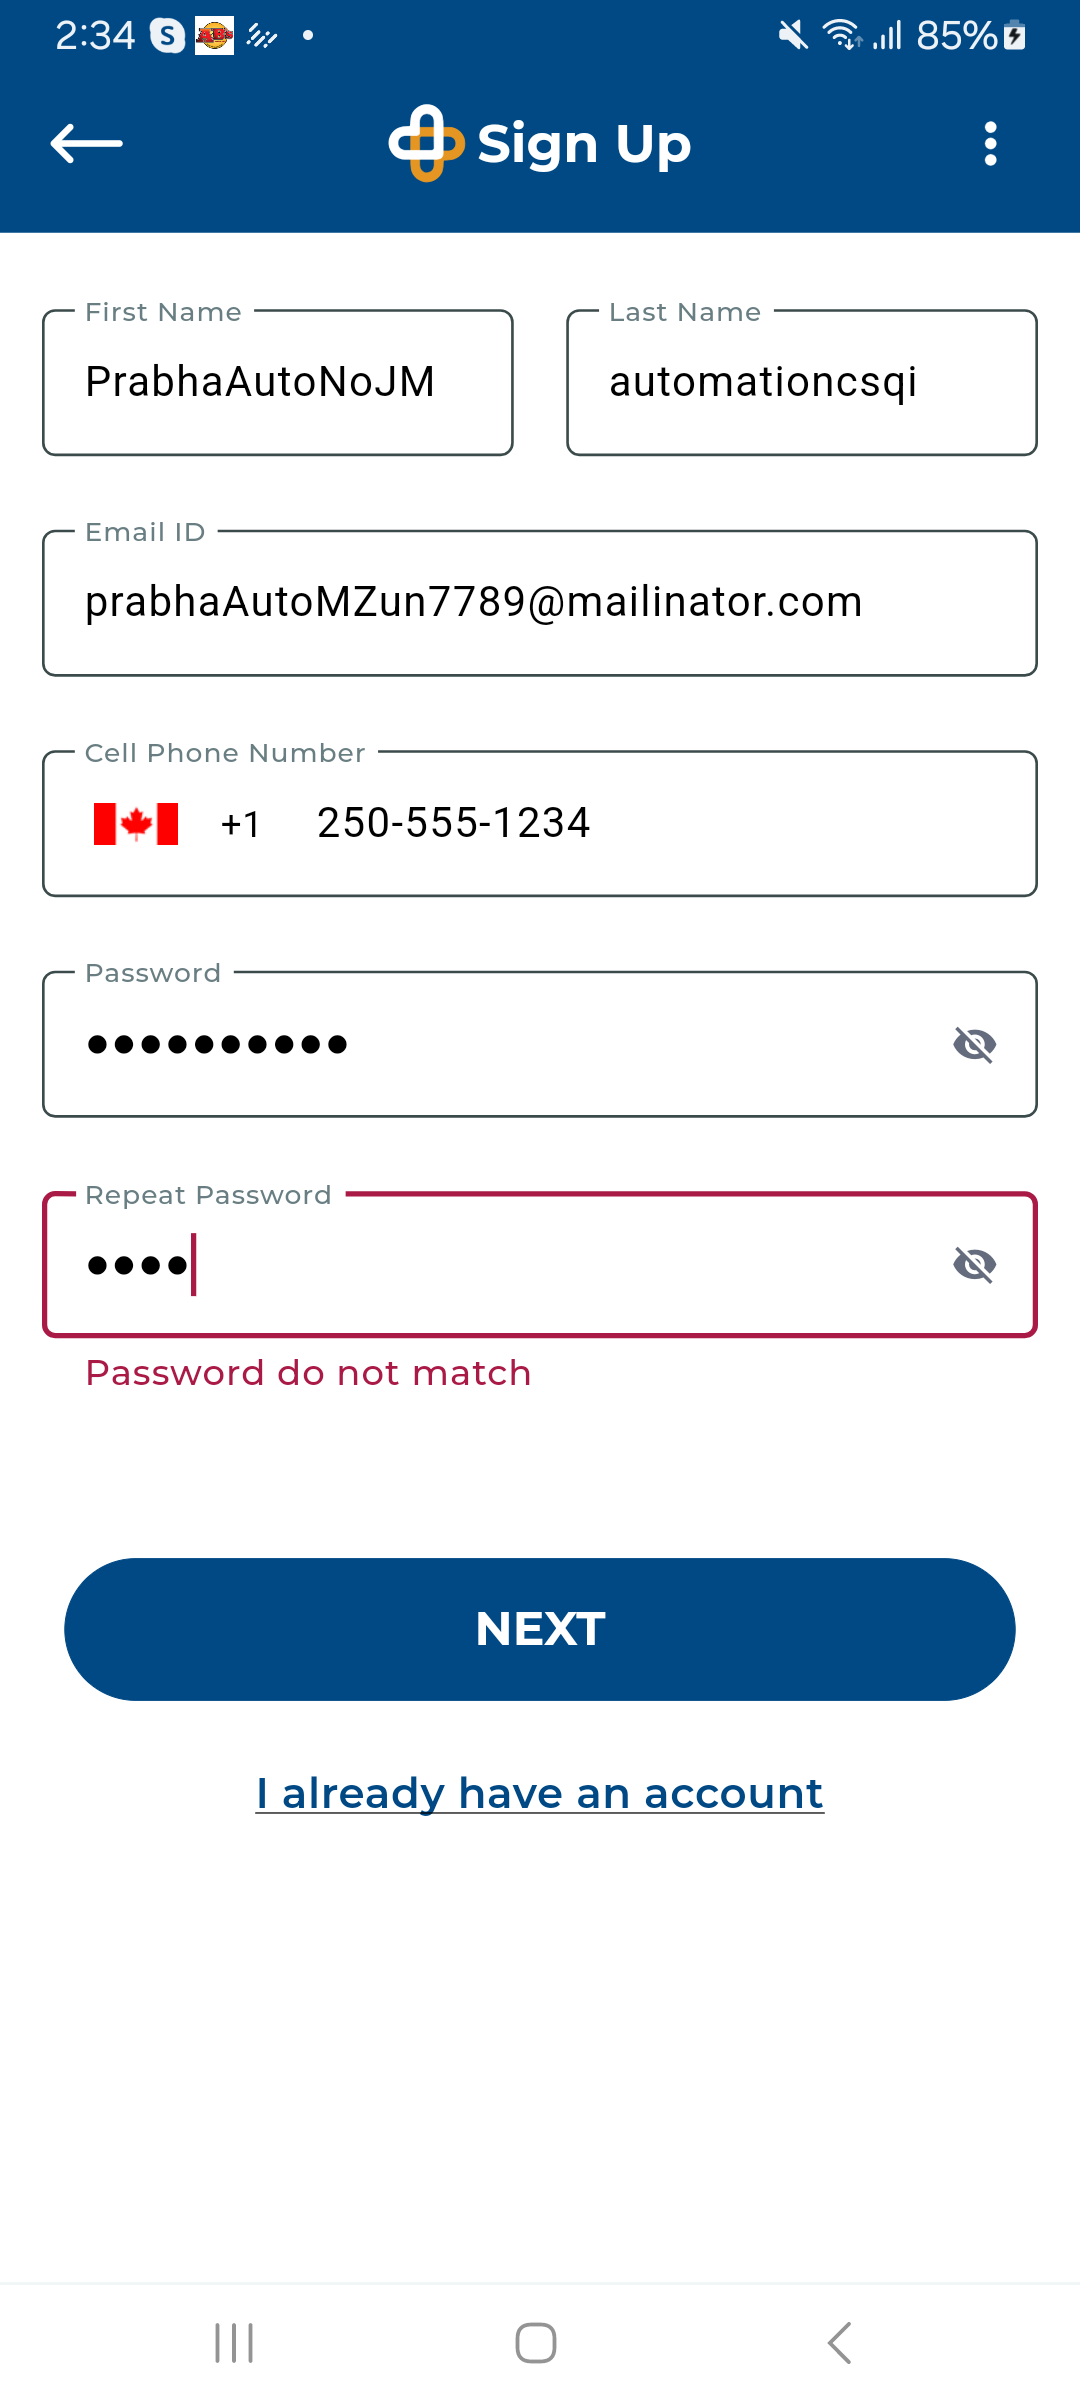 2:34 S 85%
Sign Up
First Name Last Name
PrabhaAutoNoJM automationcsqi
Email ID
prabhaAutoMZun7789@mailinator.com
Cell Phone Number
+1 250-555-1234
Password
••••••••••
Repeat Password
••••
Password do not match
NEXT
I already have an account